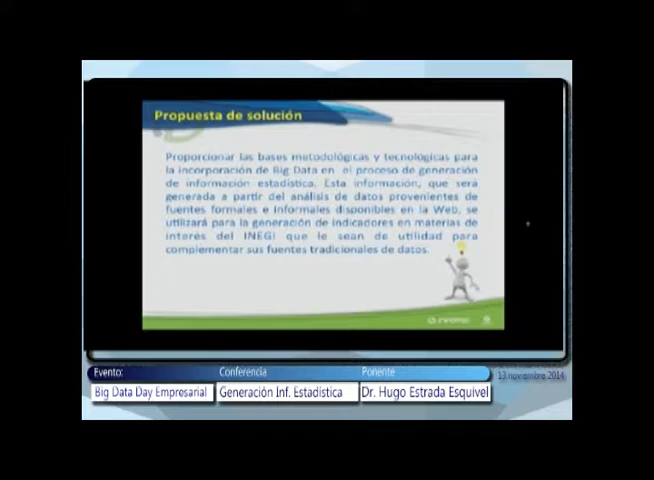 Propuesta de solución
Proporcionar las bases metodológicas y tecnológicas para
la incorporación de Big Data en el proceso de generación
de información estadística. Esta información, que será
generada a partir del análisis de datos provenientes de
fuentes formales e informales disponibles en la Web, se
utilizará para la generación de indicadores en materias de
interés del INEGI que le sean de utilidad para
complementar sus fuentes tradicionales de datos.
Evento: Conferencia Ponente
13 noviembre 2014
Big Data Day Empresarial Generación Inf. Estadística Dr. Hugo Estrada Esquivel